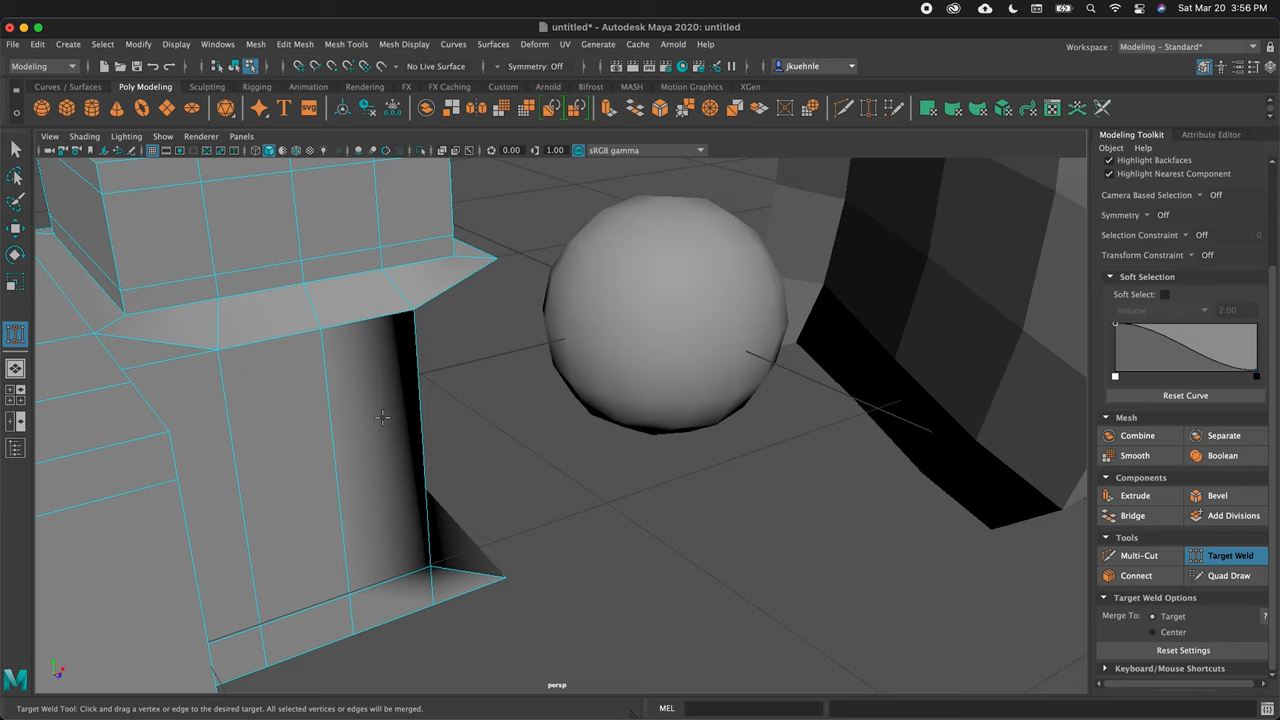 Sat Mar 20 3:56 PM
untitled* - Autodesk Maya 2020: untitled
File Edit Create Select Modify Display Windows Mesh Edit Mesh Mesh Tools Mesh Display Curves Surfaces Deform UV Generate Cache Arnold Help
Workspace : Modeling - Standard*
Modeling No Live Surface Symmetry: Off jkuehnle
Curves / Surfaces Poly Modeling Sculpting Rigging Animation Rendering FX FX Caching Custom Arnold Bifrost MASH Motion Graphics XGen
T SVG 0,0,0
View Shading Lighting Show Renderer Panels
0.00 1.00 sRGB gamma
Modeling Toolkit Attribute Editor
Object Help
Highlight Backfaces
Highlight Nearest Component
Camera Based Selection Off
Symmetry Off
Selection Constraint Off 0
Transform Constraint Off
Soft Selection
Soft Select:
Volume 2.00
Reset Curve
Mesh
Combine Separate
Smooth Boolean
Components
Extrude Bevel
Bridge Add Divisions
Tools
Multi-Cut Target Weld
Connect Quad Draw
Target Weld Options
Merge To: Target ?
Center
Reset Settings
Keyboard/Mouse Shortcuts
persp
Target Weld Tool: Click and drag a vertex or edge to the desired target. All selected vertices or edges will be merged. MEL